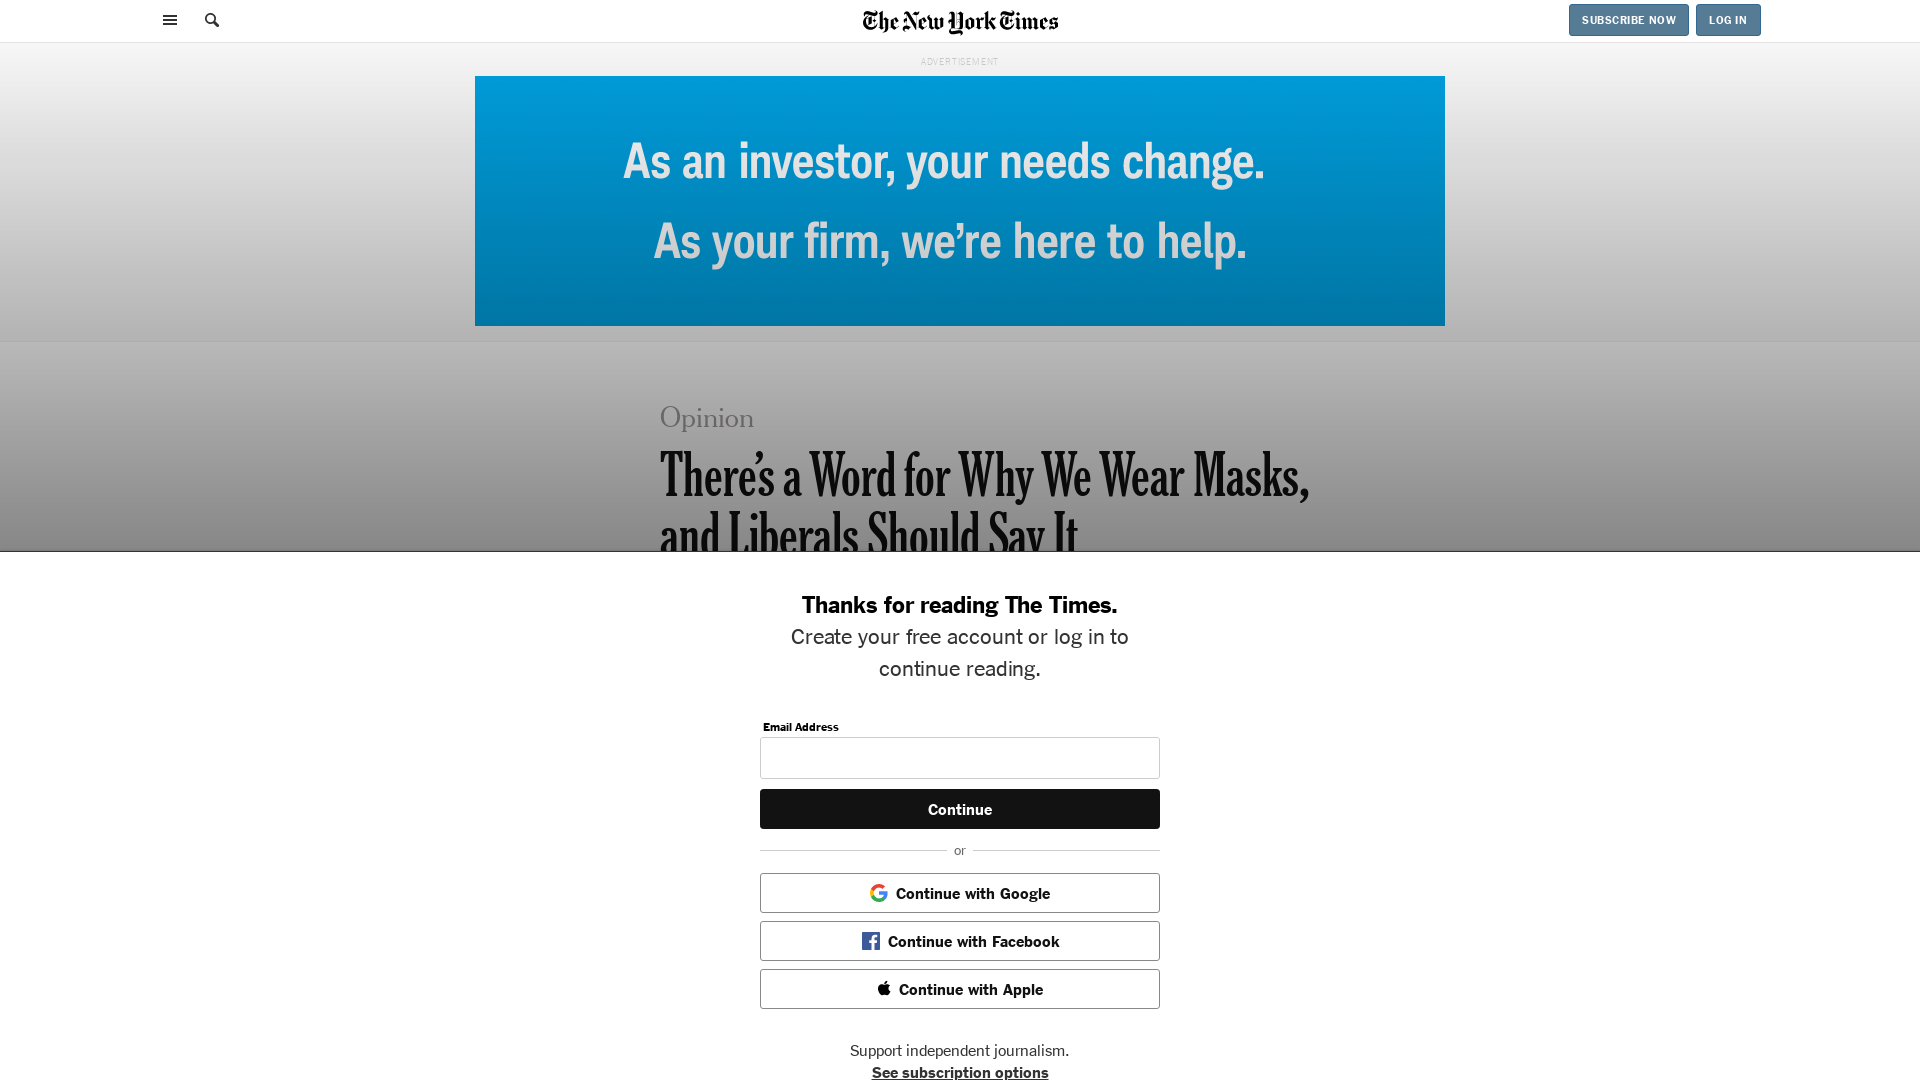 The New York Times
SUBSCRIBE NOW
LOG IN
ADVERTISEMENT
As an investor, your needs change.
As your firm, we're here to help.
Opinion
There's a Word for Why We Wear Masks,
and Liberals Should Say It
Thanks for reading The Times.
Create your free account or log in to
continue reading.
Email Address
Continue
or
Continue with Google
Continue with Facebook
Continue with Apple
Support independent journalism.
See subscription options